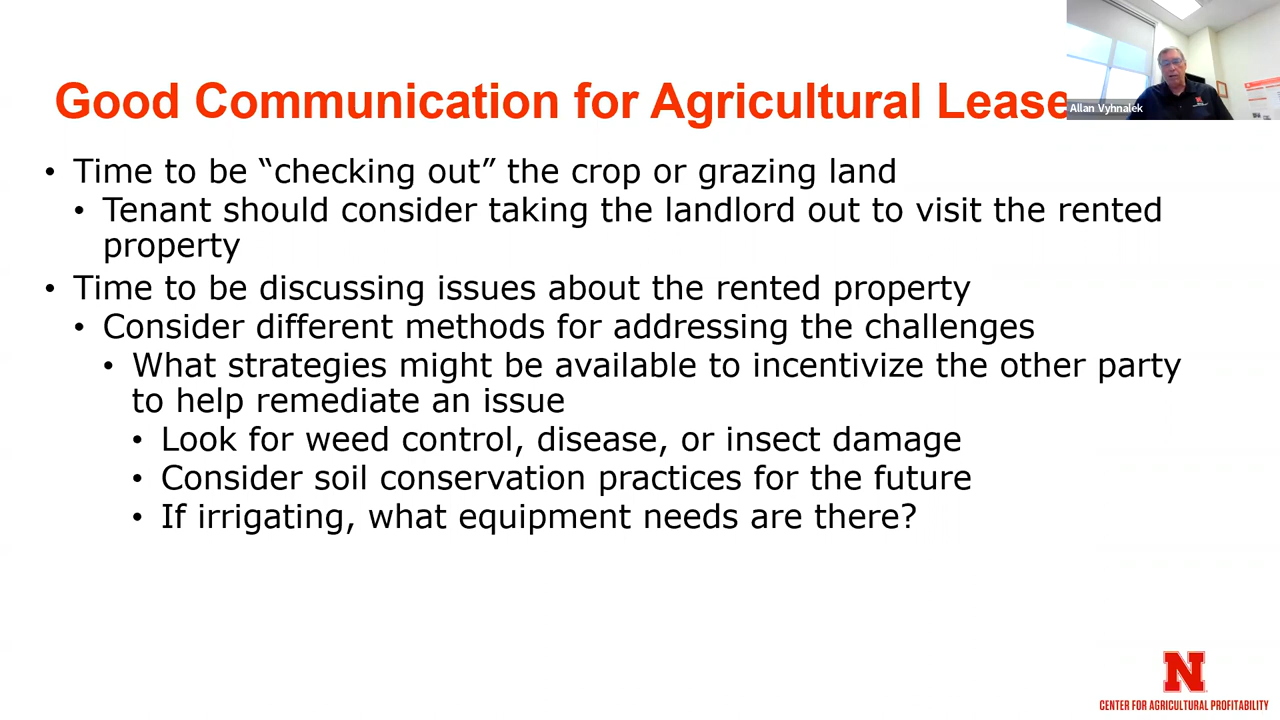 Good Communication for Agricultural Lease
Allan Vyhnalek
• Time to be “checking out” the crop or grazing land
• Tenant should consider taking the landlord out to visit the rented
property
• Time to be discussing issues about the rented property
• Consider different methods for addressing the challenges
• What strategies might be available to incentivize the other party
to help remediate an issue
• Look for weed control, disease, or insect damage
• Consider soil conservation practices for the future
• If irrigating, what equipment needs are there?
N
CENTER FOR AGRICULTURAL PROFITABILITY